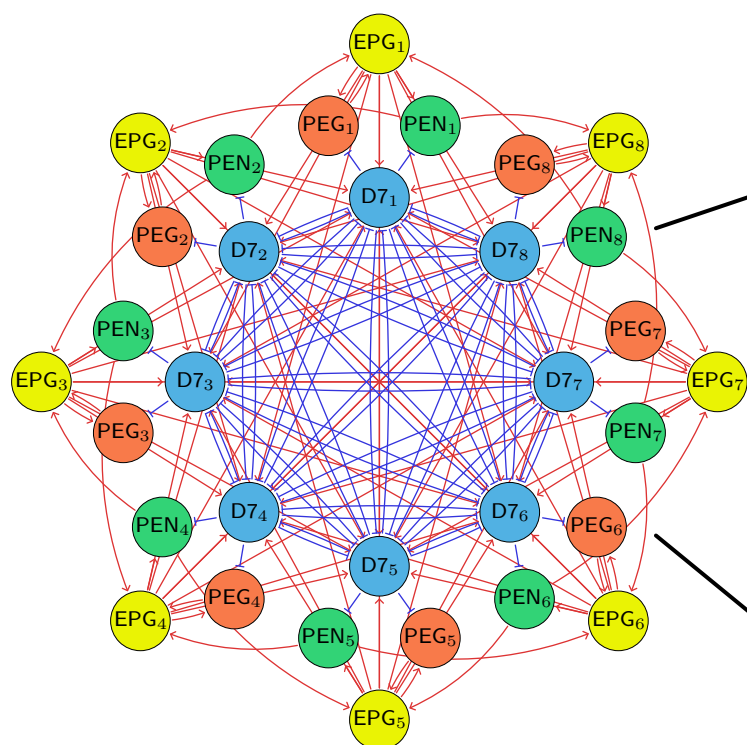 EPG₁
EPG₂
PEG₁
PEN₁
EPG₈
PEN₂
PEG₈
D7₁
PEG₂
D7₂
D7₈
PEN₈
PEN₃
PEG₇
EPG₃
D7₃
D7₇
EPG₇
PEG₃
PEN₇
PEN₄
D7₄
D7₆
PEG₆
D7₅
EPG₄
PEG₄
PEN₆
EPG₆
PEN₅
PEG₅
EPG₅